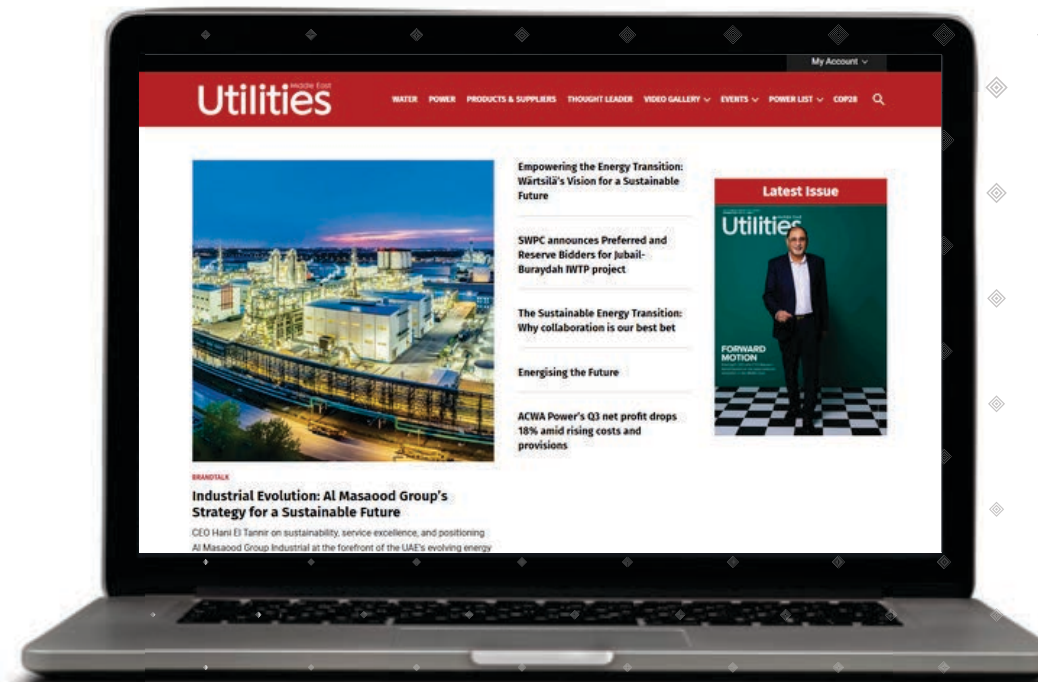 My Account
Utilities
Middle East
WATER POWER PRODUCTS & SUPPLIERS THOUGHT LEADER VIDEO GALLERY EVENTS POWER LIST COP28
Empowering the Energy Transition:
Wärtsilä's Vision for a Sustainable
Future
SWPC announces Preferred and
Reserve Bidders for Jubail-
Buraydah IWTP project
The Sustainable Energy Transition:
Why collaboration is our best bet
Energising the Future
ACWA Power's Q3 net profit drops
18% amid rising costs and
provisions
Latest Issue
Utilities
FORWARD
MOTION
BRANDTALK
Industrial Evolution: Al Masaood Group's
Strategy for a Sustainable Future
CEO Hani El Tannir on sustainability, service excellence, and positioning
Al Masaood Group Industrial at the forefront of the UAE's evolving energy